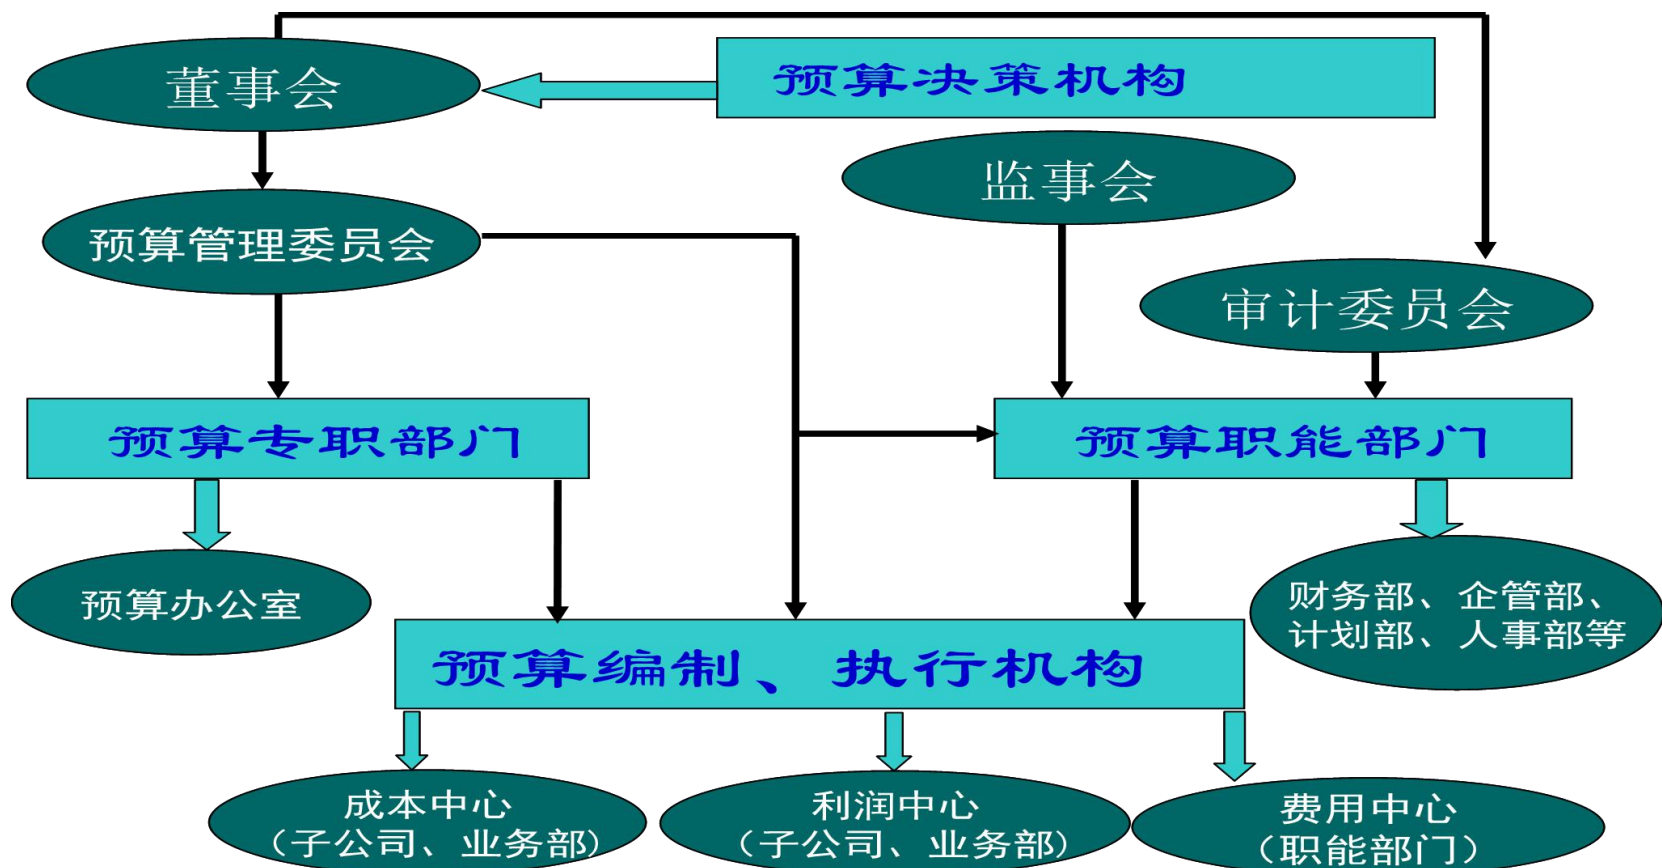 董事会
预算决策机构
监事会
预算管理委员会
审计委员会
预算专职部门
预算职能部门
预算办公室
财务部、企管部、
计划部、人事部等
预算编制、执行机构
成本中心
（子公司、业务部）
利润中心
（子公司、业务部）
费用中心
（职能部门）